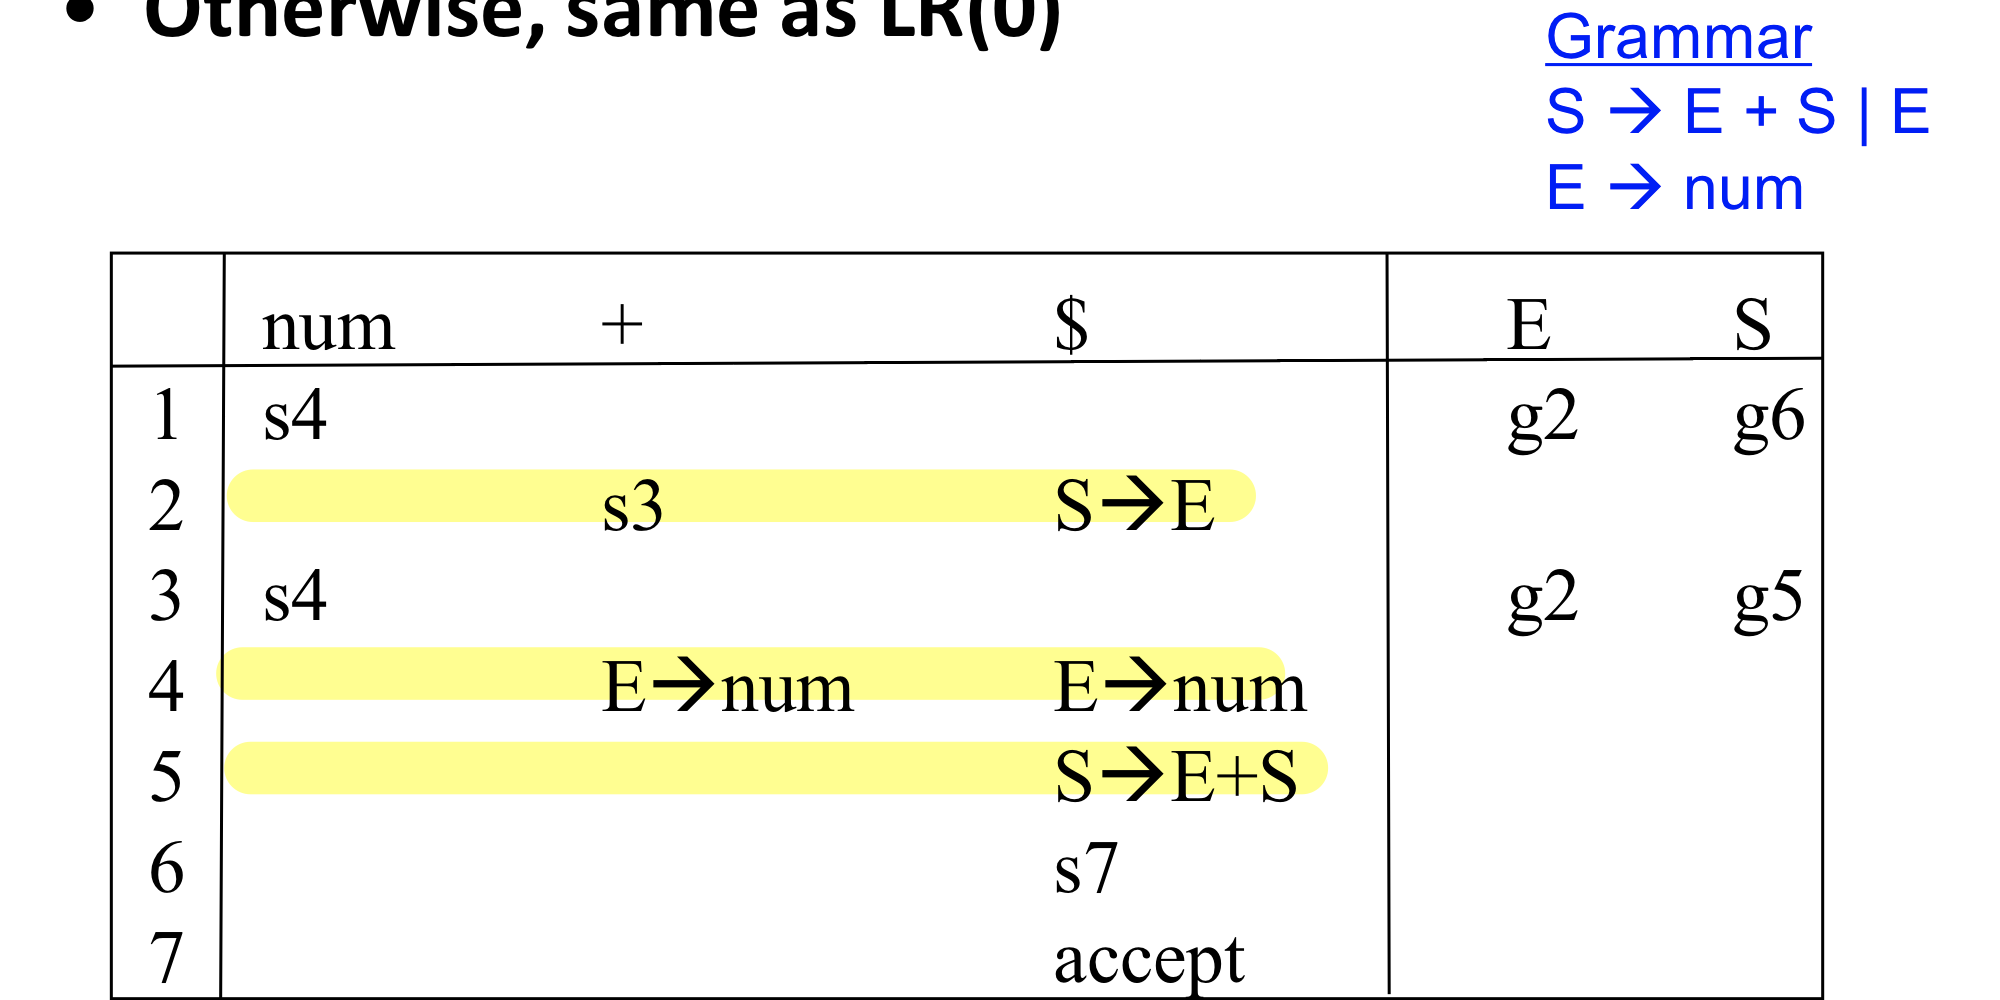 • Otherwise, same as LR(0)
Grammar
S → E + S | E
E → num
num + $ E S
1 s4 g2 g6
2 s3 S→E
3 s4 g2 g5
4 E→num E→num
5 S→E+S
6 s7
7 accept